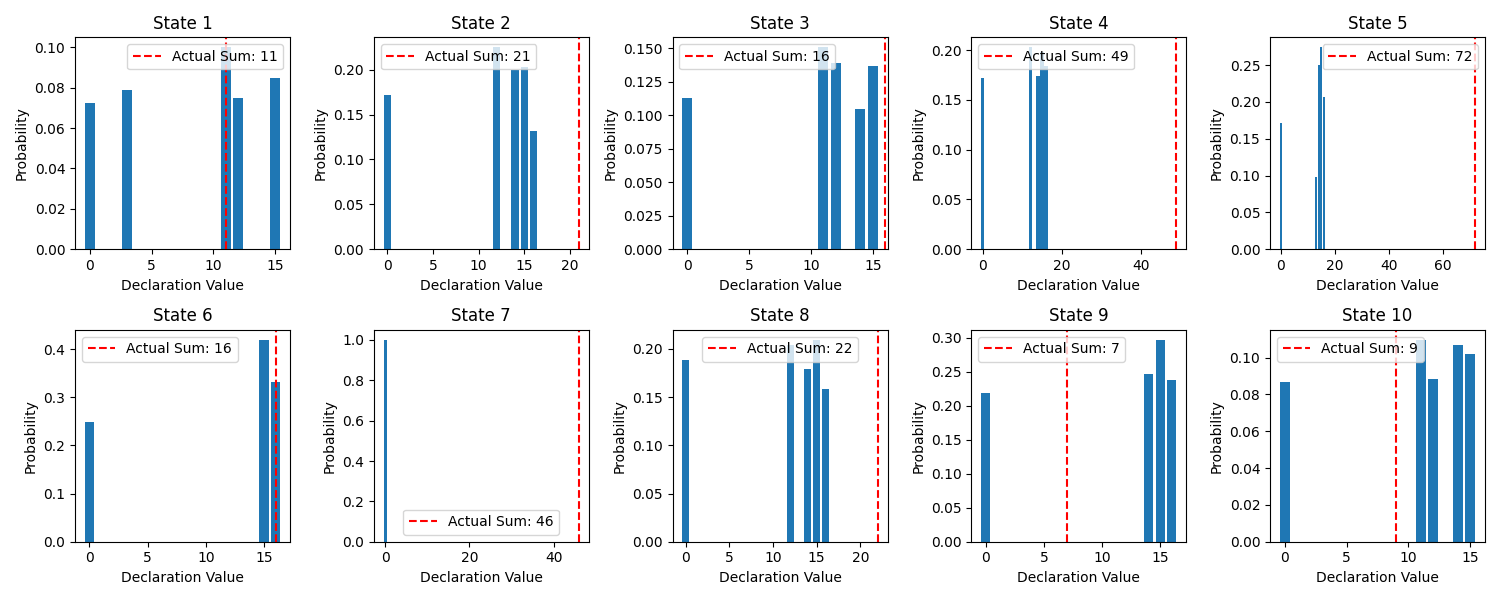 State 1
Actual Sum: 11
Probability
0.10
0.08
0.06
0.04
0.02
0.00
0 5 10 15
Declaration Value
State 2
Actual Sum: 21
Probability
0.20
0.15
0.10
0.05
0.00
0 5 10 15 20
Declaration Value
State 3
Actual Sum: 16
Probability
0.150
0.125
0.100
0.075
0.050
0.025
0.000
0 5 10 15
Declaration Value
State 4
Actual Sum: 49
Probability
0.20
0.15
0.10
0.05
0.00
0 20 40
Declaration Value
State 5
Actual Sum: 72
Probability
0.25
0.20
0.15
0.10
0.05
0.00
0 20 40 60
Declaration Value
State 6
Actual Sum: 16
Probability
0.4
0.3
0.2
0.1
0.0
0 5 10 15
Declaration Value
State 7
Actual Sum: 46
Probability
1.0
0.8
0.6
0.4
0.2
0.0
0 20 40
Declaration Value
State 8
Actual Sum: 22
Probability
0.20
0.15
0.10
0.05
0.00
0 5 10 15 20
Declaration Value
State 9
Actual Sum: 7
Probability
0.30
0.25
0.20
0.15
0.10
0.05
0.00
0 5 10 15
Declaration Value
State 10
Actual Sum: 9
Probability
0.10
0.08
0.06
0.04
0.02
0.00
0 5 10 15
Declaration Value